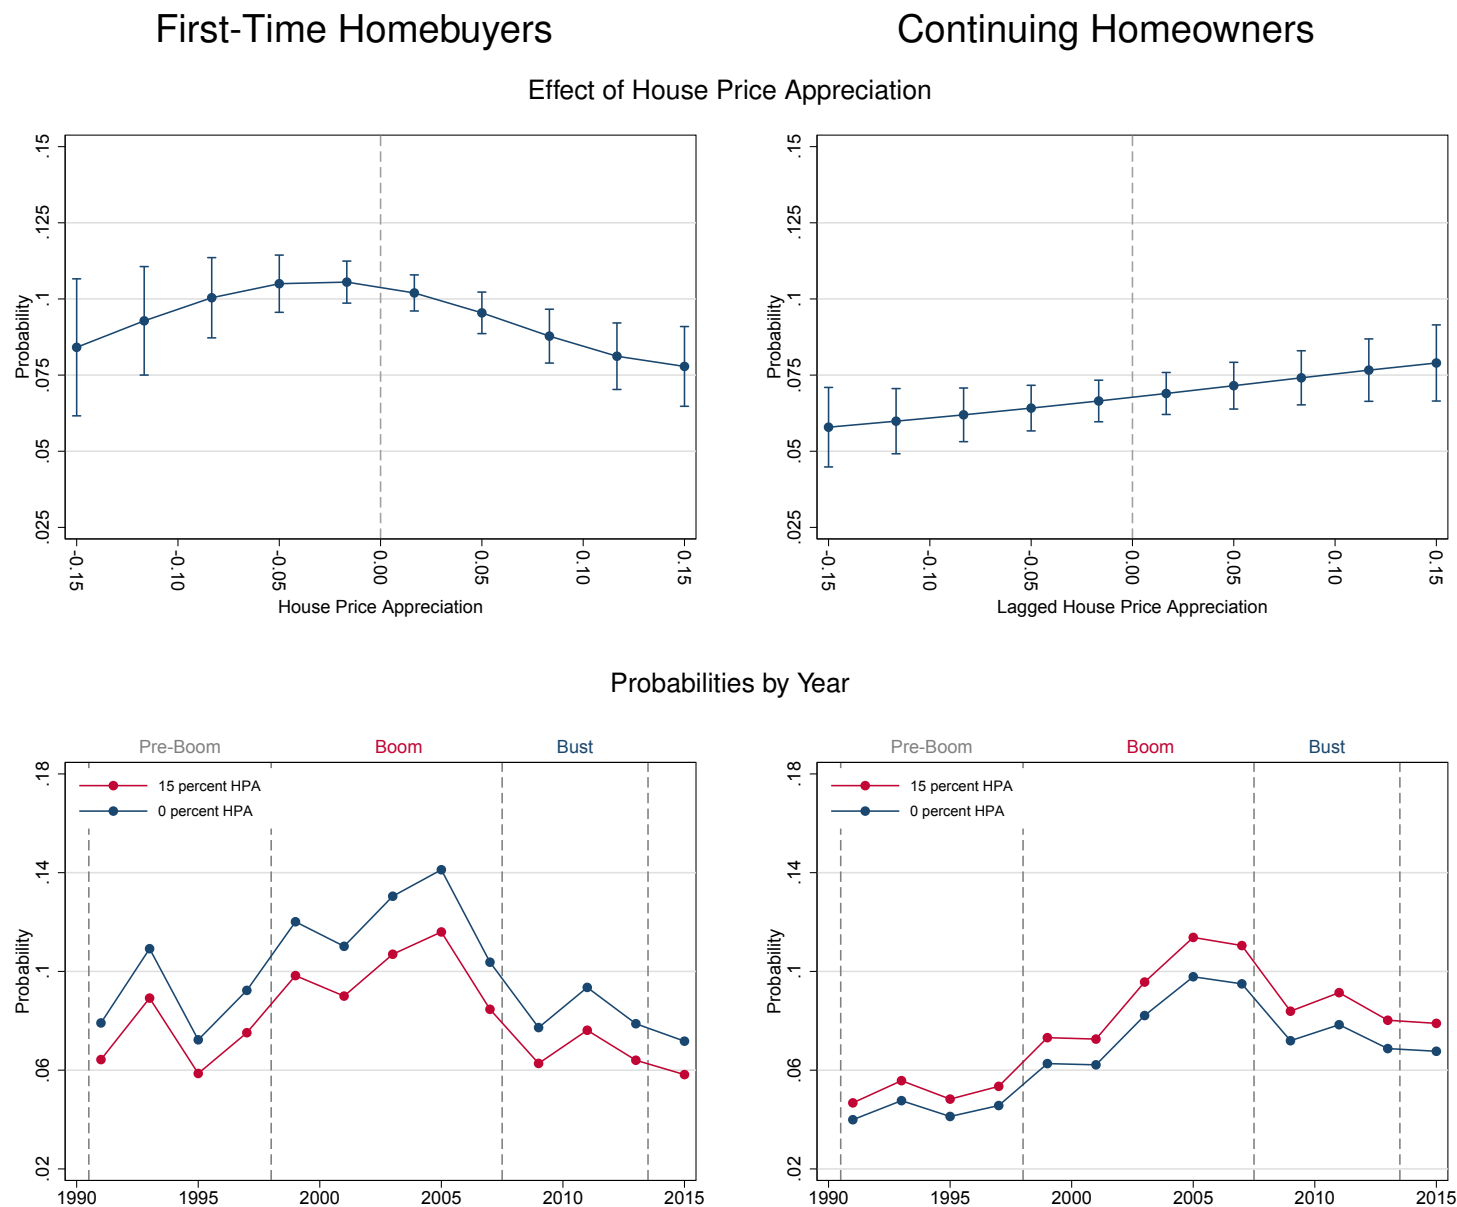 First-Time Homebuyers
Continuing Homeowners
Effect of House Price Appreciation
Probability
.15
.125
.1
.075
.05
.025
-0.15
-0.10
-0.05
0.00
0.05
0.10
0.15
House Price Appreciation
Probability
.15
.125
.1
.075
.05
.025
-0.15
-0.10
-0.05
0.00
0.05
0.10
0.15
Lagged House Price Appreciation
Probabilities by Year
Pre-Boom
Boom
Bust
15 percent HPA
0 percent HPA
Probability
.18
.14
.1
.06
.02
1990
1995
2000
2005
2010
2015
Pre-Boom
Boom
Bust
15 percent HPA
0 percent HPA
Probability
.18
.14
.1
.06
.02
1990
1995
2000
2005
2010
2015